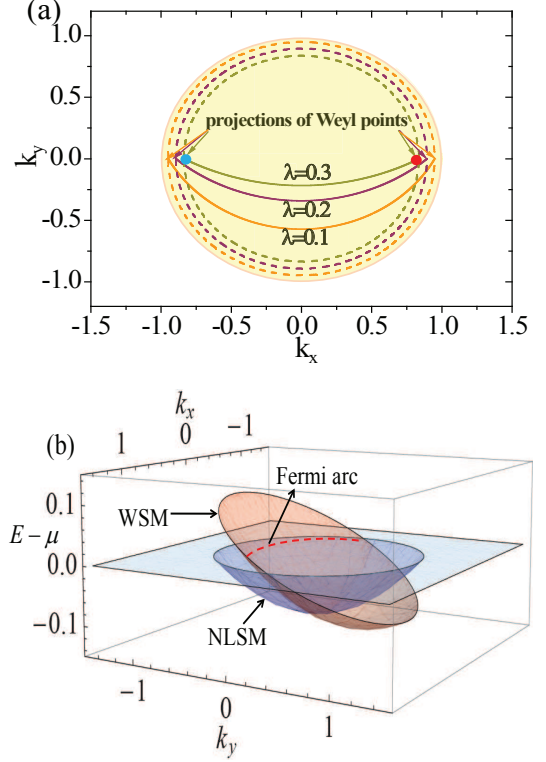 (a)
1.0
0.5
0.0
-0.5
-1.0
k_y
projections of Weyl points
λ=0.3
λ=0.2
λ=0.1
-1.5 -1.0 -0.5 0.0 0.5 1.0 1.5
k_x
(b)
k_x
1 0 -1
Fermi arc
WSM
0.1
E − μ
0.0
-0.1
NLSM
-1 0 1
k_y